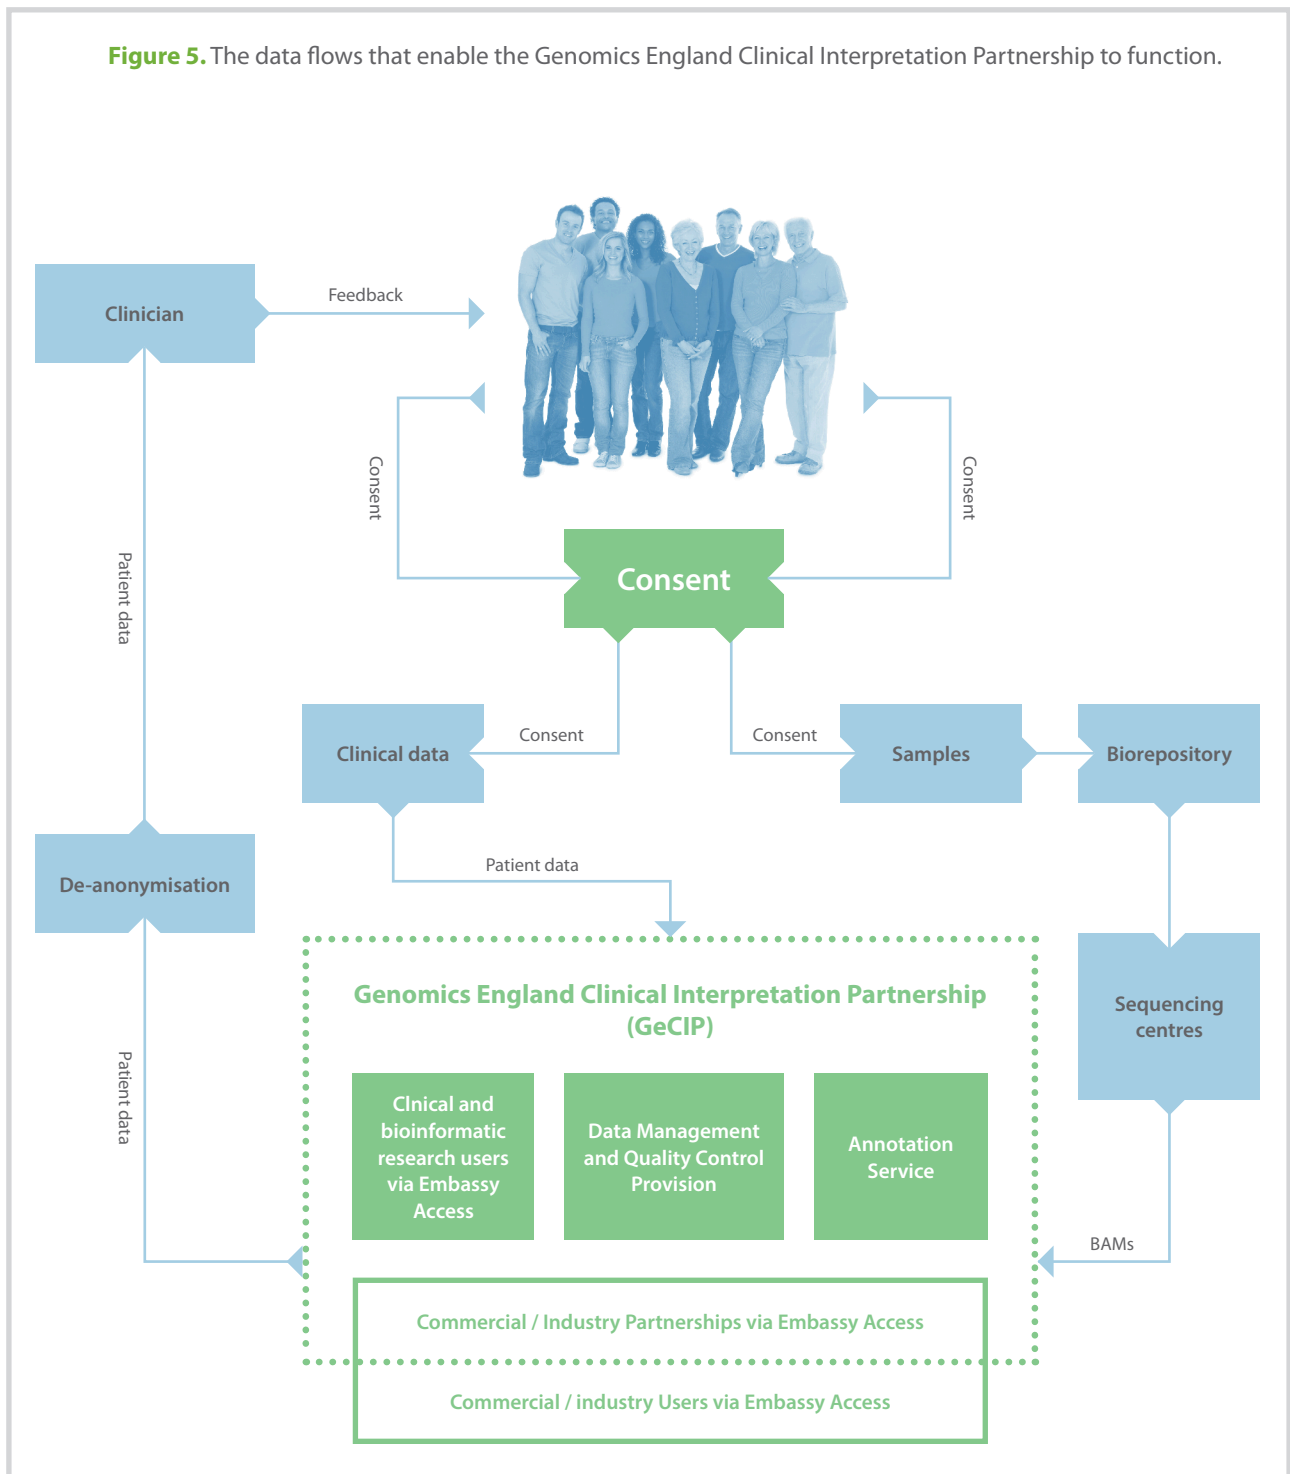 Figure 5. The data flows that enable the Genomics England Clinical Interpretation Partnership to function.
Clinician
Feedback
Consent
Consent
Patient data
Consent
Clinical data
Consent
Consent
Samples
Biorepository
De-anonymisation
Patient data
Patient data
Genomics England Clinical Interpretation Partnership
(GeCIP)
Sequencing
centres
Clnical and
bioinformatic
research users
via Embassy
Access
Data Management
and Quality Control
Provision
Annotation
Service
BAMs
Commercial / Industry Partnerships via Embassy Access
Commercial / industry Users via Embassy Access